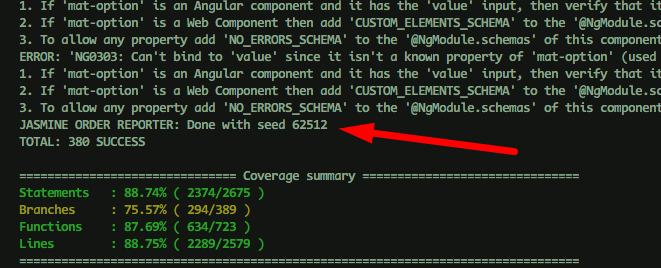 1. If 'mat-option' is an Angular component and it has the 'value' input, then verify that it
2. If 'mat-option' is a Web Component then add 'CUSTOM_ELEMENTS_SCHEMA' to the '@NgModule.schemas'
3. To allow any property add 'NO_ERRORS_SCHEMA' to the '@NgModule.schemas' of this component
ERROR: 'NG0303: Can't bind to 'value' since it isn't a known property of 'mat-option' (used
1. If 'mat-option' is an Angular component and it has the 'value' input, then verify that it
2. If 'mat-option' is a Web Component then add 'CUSTOM_ELEMENTS_SCHEMA' to the '@NgModule.schemas'
3. To allow any property add 'NO_ERRORS_SCHEMA' to the '@NgModule.schemas' of this component
JASMINE ORDER REPORTER: Done with seed 62512
TOTAL: 380 SUCCESS
=============================== Coverage summary ===============================
Statements   : 88.74% ( 2374/2675 )
Branches     : 75.57% ( 294/389 )
Functions    : 87.69% ( 634/723 )
Lines        : 88.75% ( 2289/2579 )
================================================================================